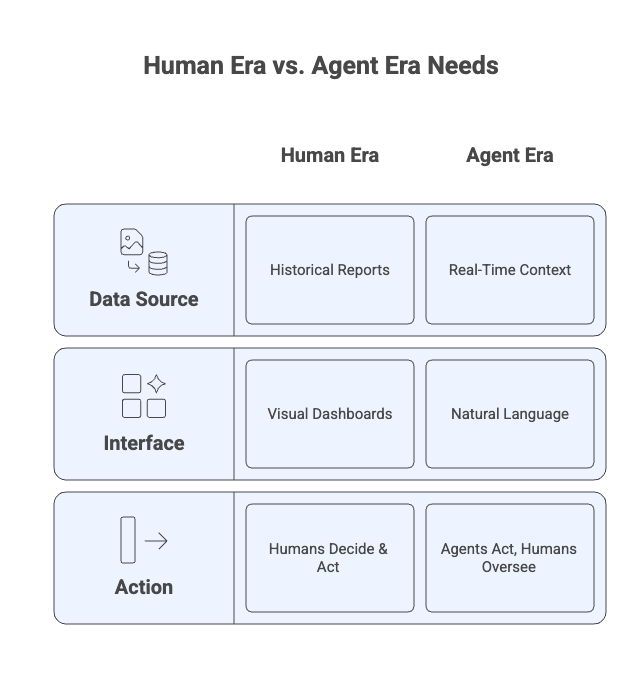 Human Era vs. Agent Era Needs
Human Era
Agent Era
Data Source
Historical Reports
Real-Time Context
Interface
Visual Dashboards
Natural Language
Action
Humans Decide &
Act
Agents Act, Humans
Oversee